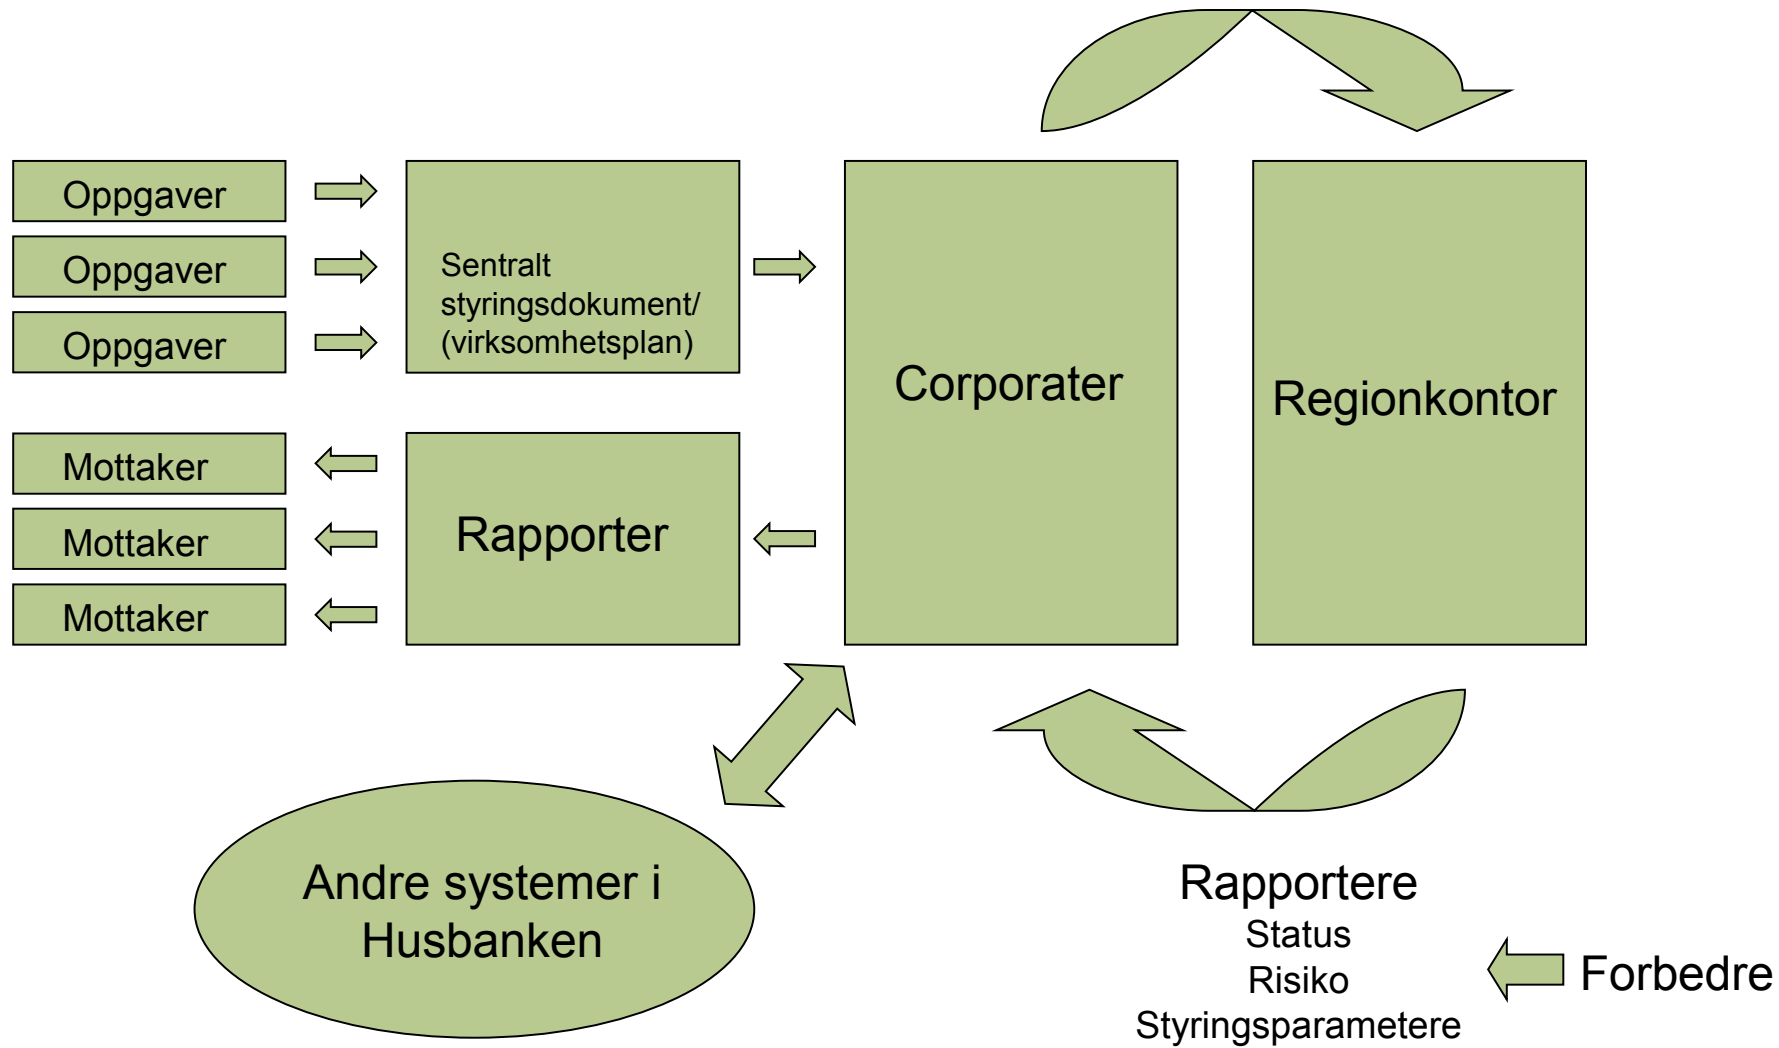 Oppgaver
Oppgaver
Oppgaver
Sentralt
styringsdokument/
(virksomhetsplan)
Corporater
Regionkontor
Mottaker
Mottaker
Mottaker
Rapporter
Andre systemer i
Husbanken
Rapportere
Status
Risiko
Styringsparametere
Forbedre